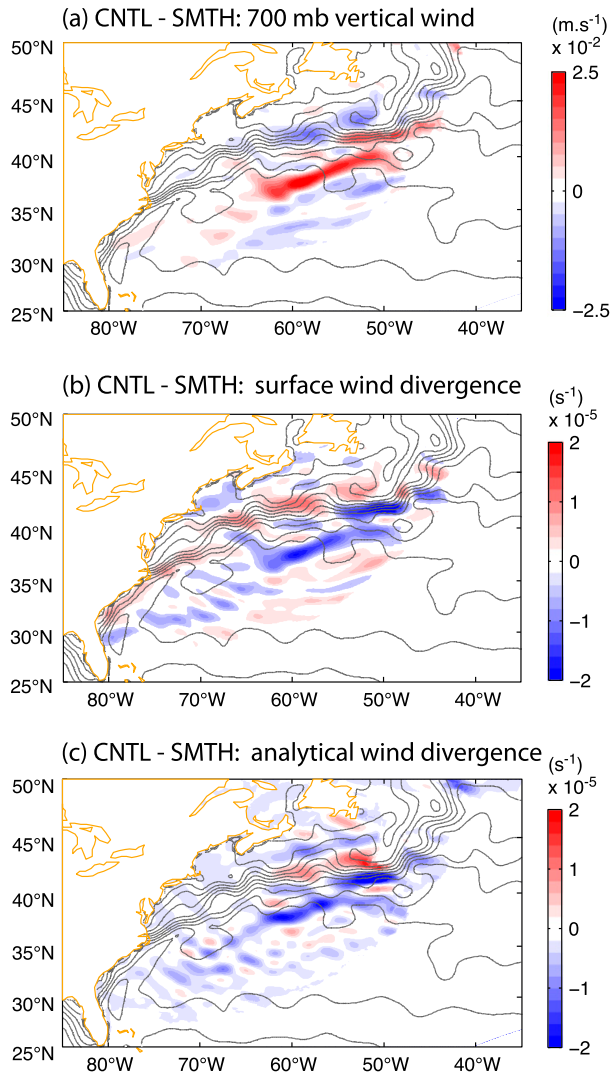 (a) CNTL - SMTH: 700 mb vertical wind
(m.s⁻¹)
x 10⁻²
50°N
45°N
40°N
35°N
30°N
25°N
80°W 70°W 60°W 50°W 40°W
2.5
0
−2.5
(b) CNTL - SMTH: surface wind divergence
(s⁻¹)
x 10⁻⁵
50°N
45°N
40°N
35°N
30°N
25°N
80°W 70°W 60°W 50°W 40°W
2
1
0
−1
−2
(c) CNTL - SMTH: analytical wind divergence
(s⁻¹)
x 10⁻⁵
50°N
45°N
40°N
35°N
30°N
25°N
80°W 70°W 60°W 50°W 40°W
2
1
0
−1
−2